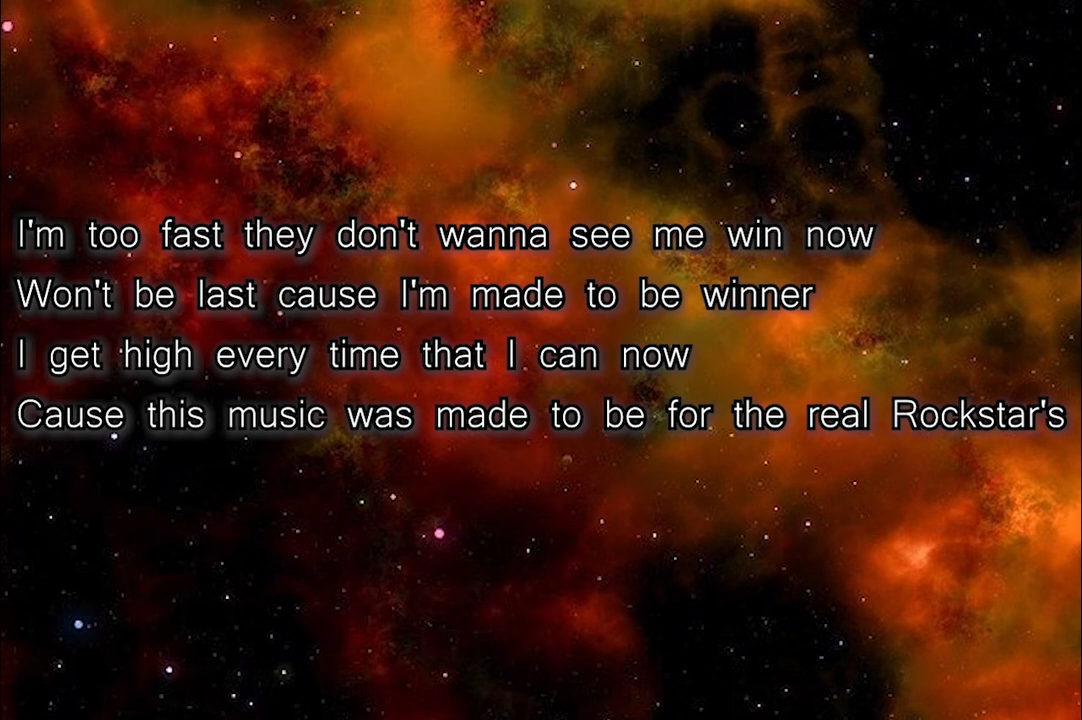 I'm too fast they don't wanna see me win now
Won't be last cause I'm made to be winner
I get high every time that I can now
Cause this music was made to be for the real Rockstar's